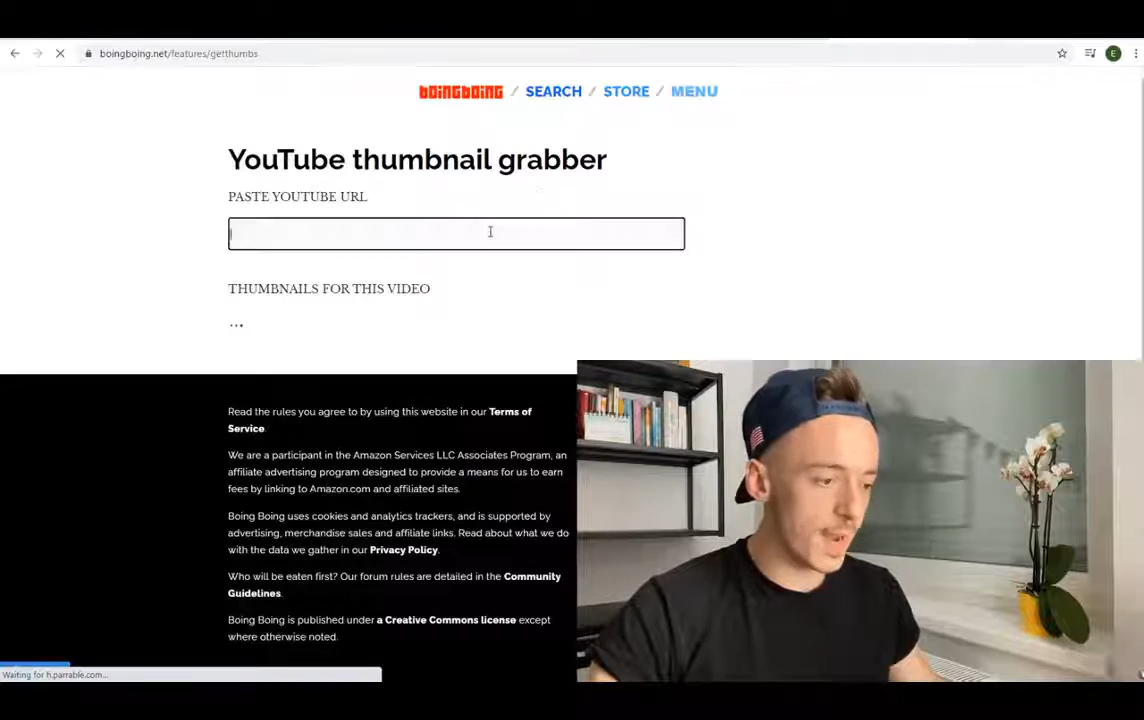 boingboing.net/features/getthumbs
E
boingboing / SEARCH / STORE / MENU
YouTube thumbnail grabber
PASTE YOUTUBE URL
THUMBNAILS FOR THIS VIDEO
...
Read the rules you agree to by using this website in our Terms of
Service.
We are a participant in the Amazon Services LLC Associates Program, an
affiliate advertising program designed to provide a means for us to earn
fees by linking to Amazon.com and affiliated sites.
Boing Boing uses cookies and analytics trackers, and is supported by
advertising, merchandise sales and affiliate links. Read about what we do
with the data we gather in our Privacy Policy.
Who will be eaten first? Our forum rules are detailed in the Community
Guidelines.
Boing Boing is published under a Creative Commons license except
where otherwise noted.
Waiting for h.parrable.com...